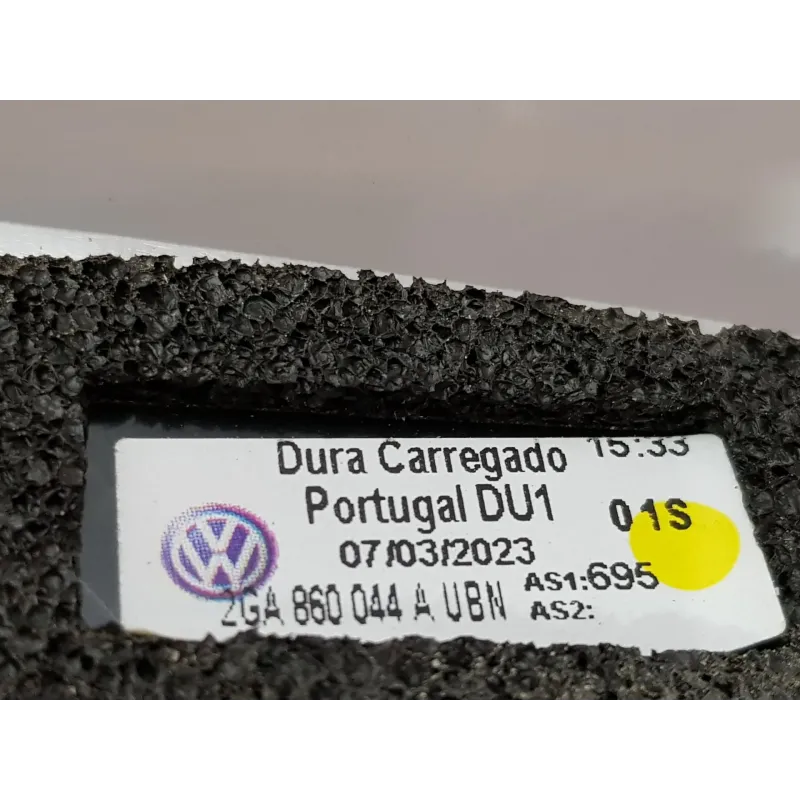 Dura Carregado 15:33
Portugal DU1 01S
07/03/2023
AS1:695
2GA 860 044 A UBN AS2: